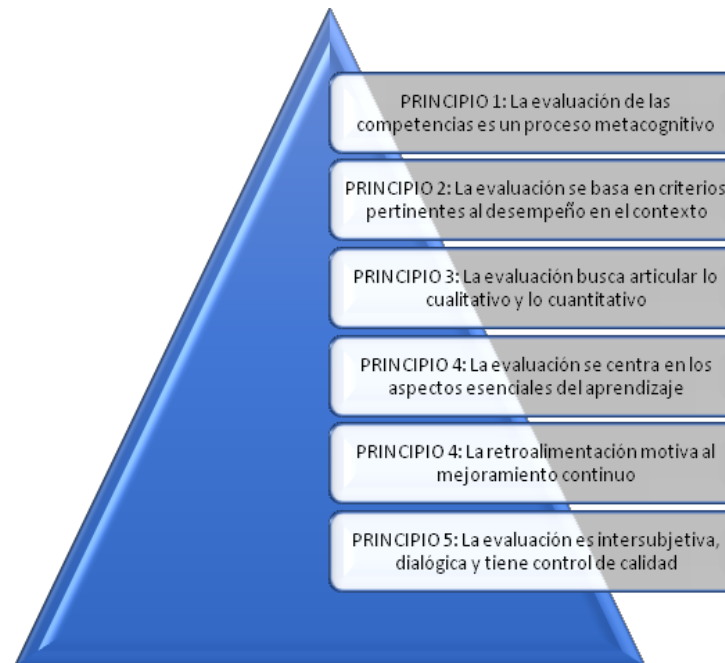 PRINCIPIO 1: La evaluación de las
competencias es un proceso metacognitivo
PRINCIPIO 2: La evaluación se basa en criterios
pertinentes al desempeño en el contexto
PRINCIPIO 3: La evaluación busca articular lo
cualitativo y lo cuantitativo
PRINCIPIO 4: La evaluación se centra en los
aspectos esenciales del aprendizaje
PRINCIPIO 4: La retroalimentación motiva al
mejoramiento contínuo
PRINCIPIO 5: La evaluación es intersubjetiva,
dialógica y tiene control de calidad